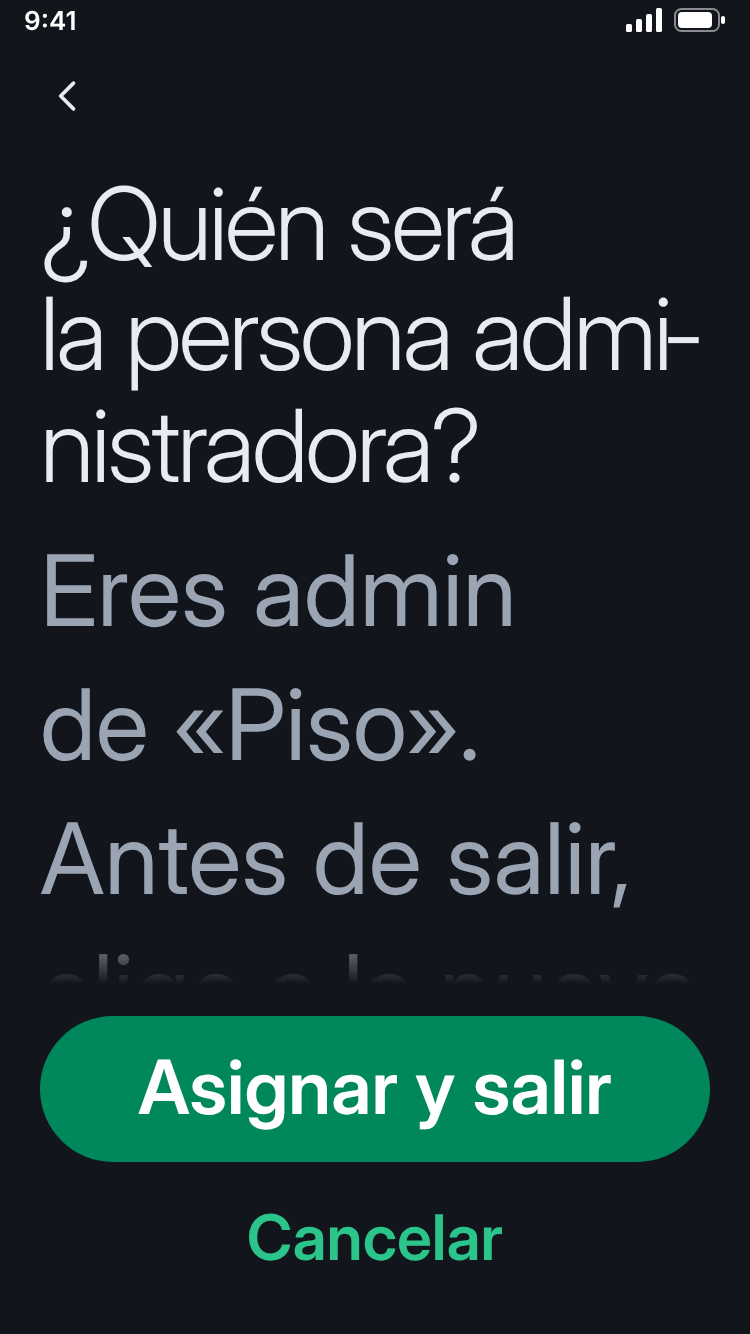 9:41
¿Quién será
la persona admi-
nistradora?
Eres admin
de «Piso».
Antes de salir,
Asignar y salir
Cancelar